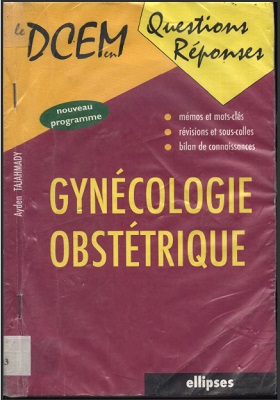 le DCEM en Questions
Réponses
nouveau
programme
• mémos et mots-clés
• révisions et sous-colles
• bilan de connaissances
Ayden TAJAHMADY
GYNÉCOLOGIE
OBSTÉTRIQUE
3
ellipses